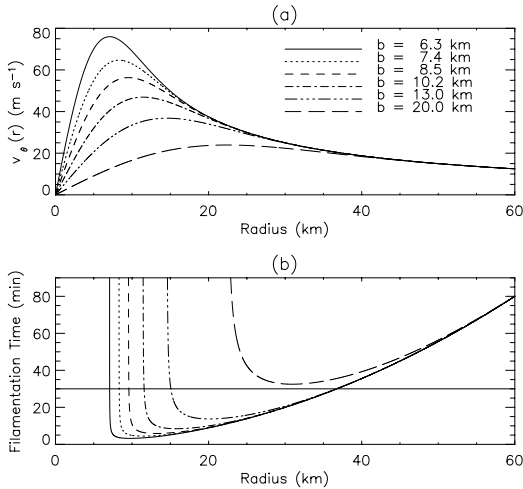 (a)
v_θ(r) (m s⁻¹)
80
60
40
20
0
b = 6.3 km
b = 7.4 km
b = 8.5 km
b = 10.2 km
b = 13.0 km
b = 20.0 km
0 20 40 60
Radius (km)
(b)
Filamentation Time (min)
80
60
40
20
0
0 20 40 60
Radius (km)